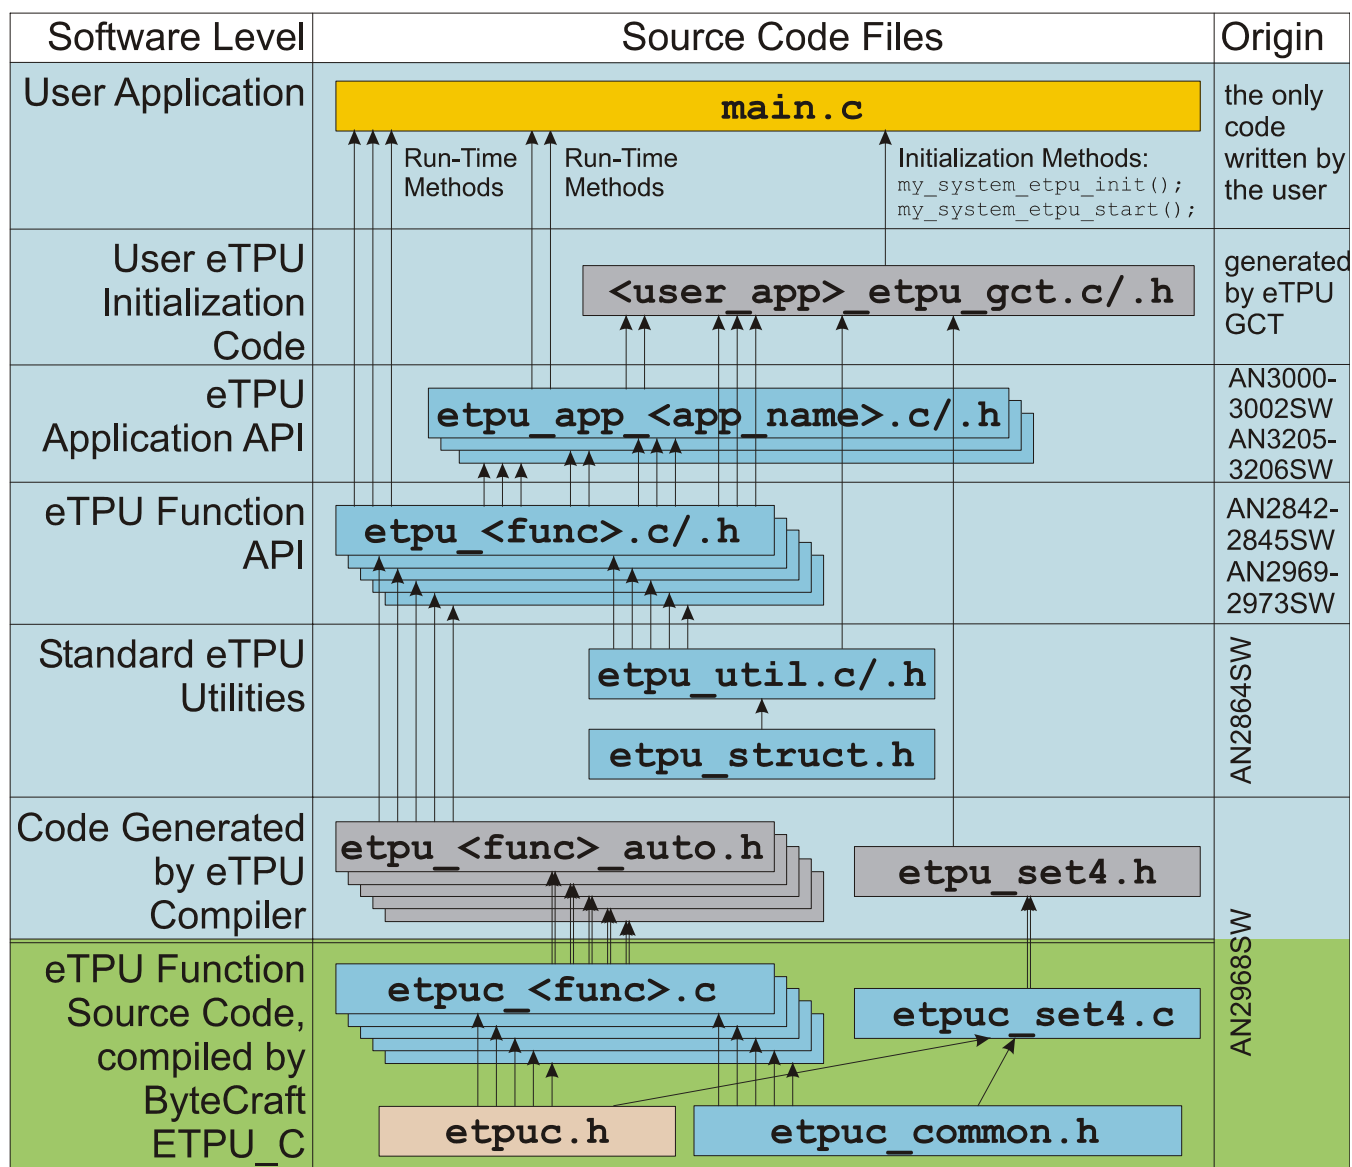 Software Level
Source Code Files
Origin
User Application
main.c
the only
code
written by
the user
Run-Time
Methods
Run-Time
Methods
Initialization Methods:
my_system_etpu_init();
my_system_etpu_start();
User eTPU
Initialization
Code
<user_app>_etpu_gct.c/.h
generated
by eTPU
GCT
eTPU
Application API
etpu_app_<app_name>.c/.h
AN3000-
3002SW
AN3205-
3206SW
eTPU Function
API
etpu_<func>.c/.h
AN2842-
2845SW
AN2969-
2973SW
Standard eTPU
Utilities
etpu_util.c/.h
etpu_struct.h
AN2864SW
Code Generated
by eTPU
Compiler
etpu_<func>_auto.h
etpu_set4.h
AN2968SW
eTPU Function
Source Code,
compiled by
ByteCraft
ETPU_C
etpuc_<func>.c
etpuc_set4.c
etpuc.h
etpuc_common.h